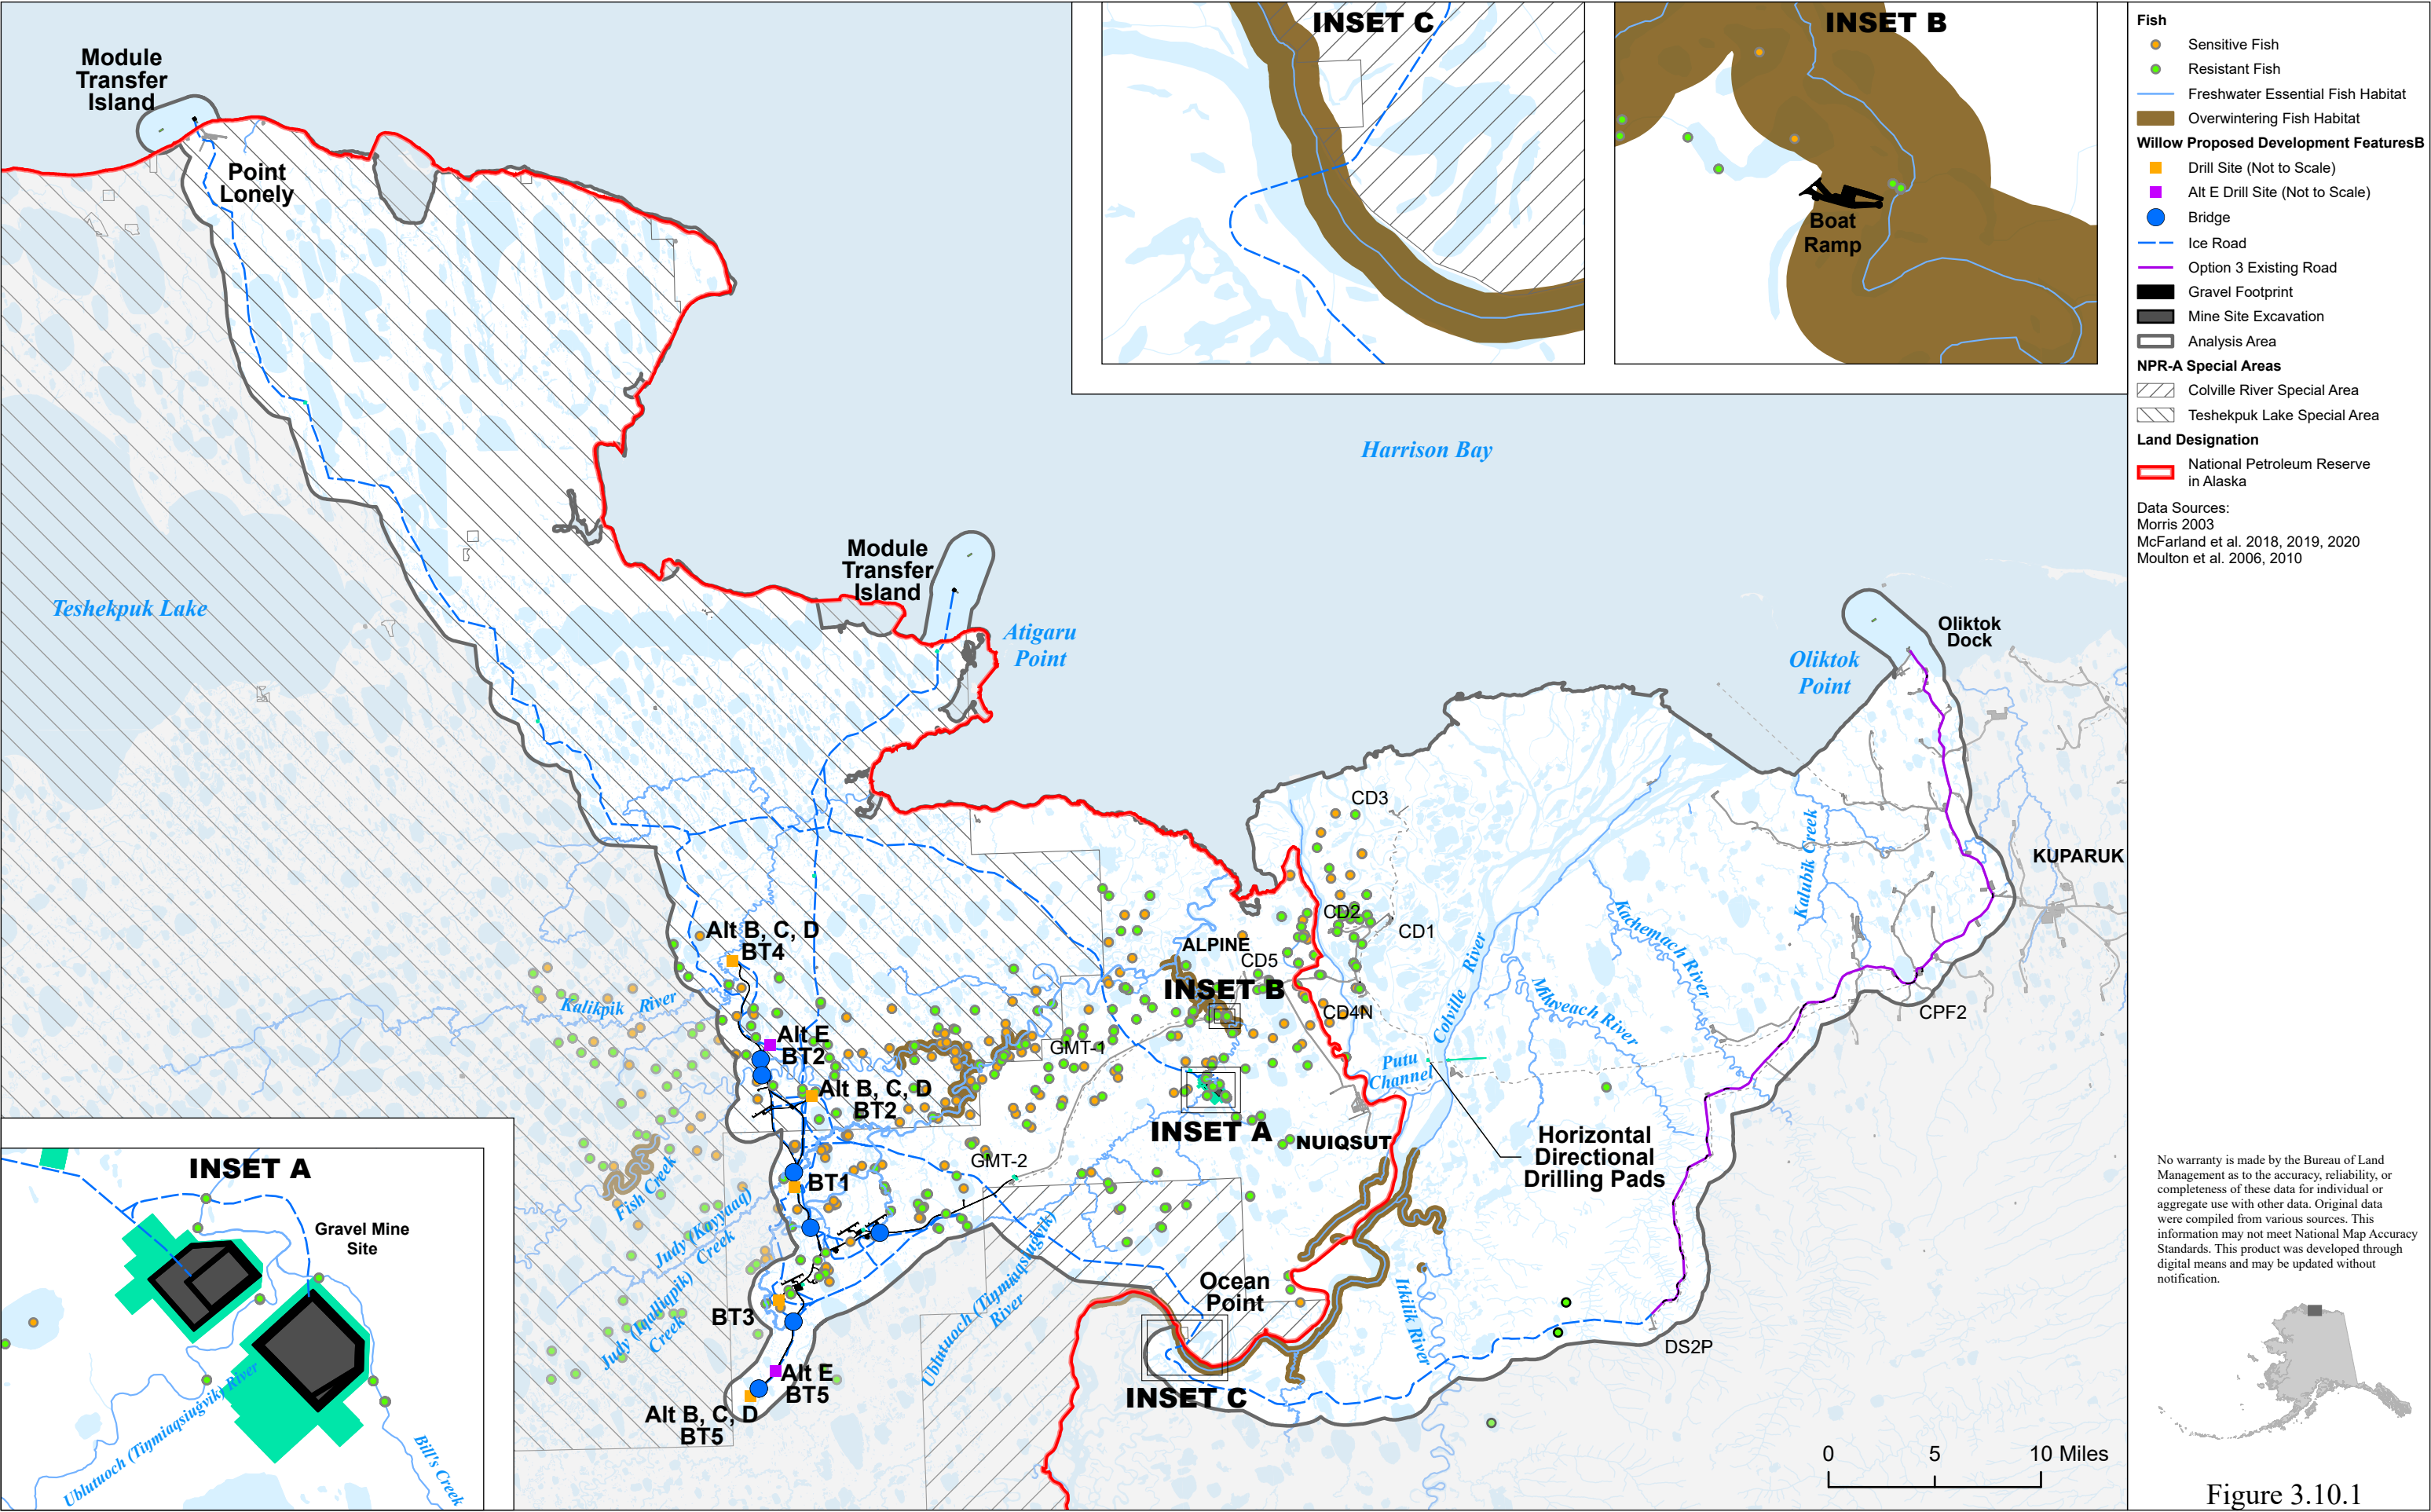 Module
Transfer
Island
Point
Lonely
Teshekpuk Lake
Module
Transfer
Island
Atigaru
Point
Harrison Bay
INSET C
INSET B
Boat
Ramp
Oliktok
Dock
Oliktok
Point
KUPARUK
Kalubik Creek
Kachemach River
Miluveach River
CPF2
CD3
CD2
CD1
ALPINE
CD5
INSET B
CD4N
Colville River
Putu
Channel
Alt B, C, D
BT4
Kalikpik River
Alt E
BT2
Alt B, C, D
BT2
GMT-1
INSET A
NUIQSUT
Horizontal
Directional
Drilling Pads
GMT-2
BT1
Fish Creek
Judy (Kayyaaq)
Creek
Judy (Iqalliqpik)
Creek
Ublutuoch (Tiŋmiaqsiuġvik)
River
Ocean
Point
Itkilik River
BT3
DS2P
Alt E
BT5
Alt B, C, D
BT5
INSET C
INSET A
Gravel Mine
Site
Ublutuoch (Tiŋmiaqsiuġvik) River
Bill's Creek
0 5 10 Miles
Fish
Sensitive Fish
Resistant Fish
Freshwater Essential Fish Habitat
Overwintering Fish Habitat
Willow Proposed Development FeaturesB
Drill Site (Not to Scale)
Alt E Drill Site (Not to Scale)
Bridge
Ice Road
Option 3 Existing Road
Gravel Footprint
Mine Site Excavation
Analysis Area
NPR-A Special Areas
Colville River Special Area
Teshekpuk Lake Special Area
Land Designation
National Petroleum Reserve
in Alaska
Data Sources:
Morris 2003
McFarland et al. 2018, 2019, 2020
Moulton et al. 2006, 2010
No warranty is made by the Bureau of Land
Management as to the accuracy, reliability, or
completeness of these data for individual or
aggregate use with other data. Original data
were compiled from various sources. This
information may not meet National Map Accuracy
Standards. This product was developed through
digital means and may be updated without
notification.
Figure 3.10.1